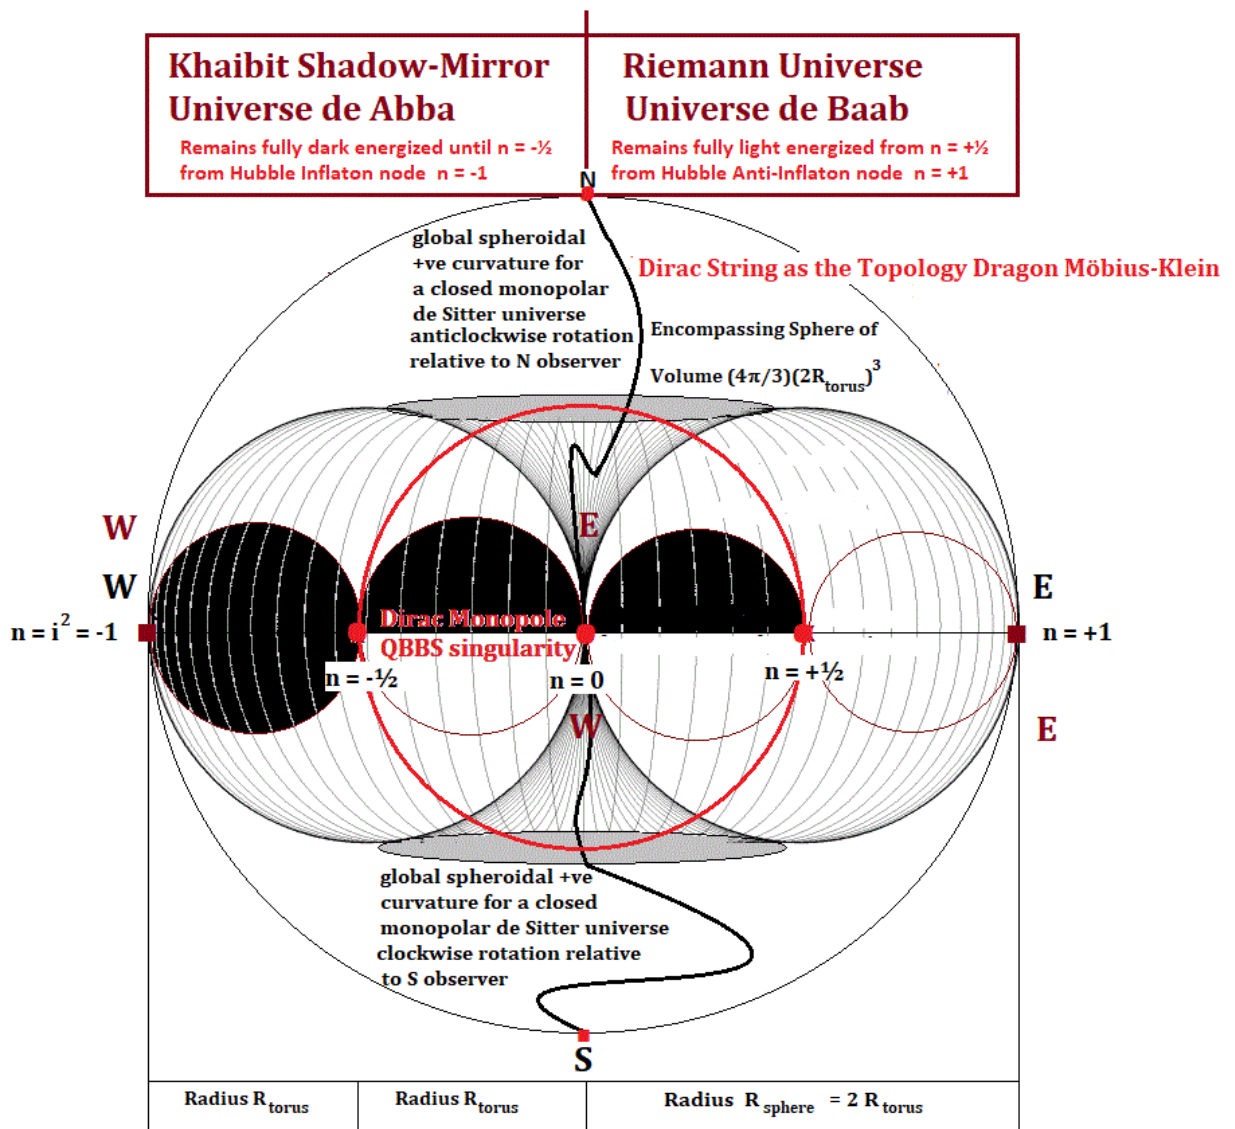 Khaibit Shadow-Mirror
Universe de Abba
Remains fully dark energized until n = -½
from Hubble Inflaton node n = -1
Riemann Universe
Universe de Baab
Remains fully light energized from n = +½
from Hubble Anti-Inflaton node n = +1
N
global spheroidal
+ve curvature for
a closed monopolar
de Sitter universe
anticlockwise rotation
relative to N observer
Dirac String as the Topology Dragon Möbius-Klein
Encompassing Sphere of
Volume (4π/3)(2R_torus)³
W
E
W
E
n = i² = -1
Dirac Monopole
QBBS singularity
n = +1
n = -½
n = 0
n = +½
W
E
global spheroidal +ve
curvature for a closed
monopolar de Sitter universe
clockwise rotation relative
to S observer
S
Radius R_torus
Radius R_torus
Radius R_sphere = 2 R_torus